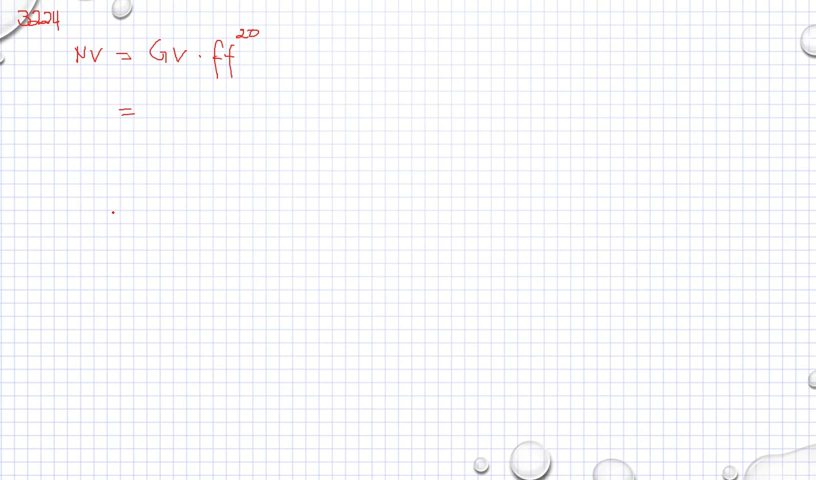 3224
NV = GV · ff^20
=